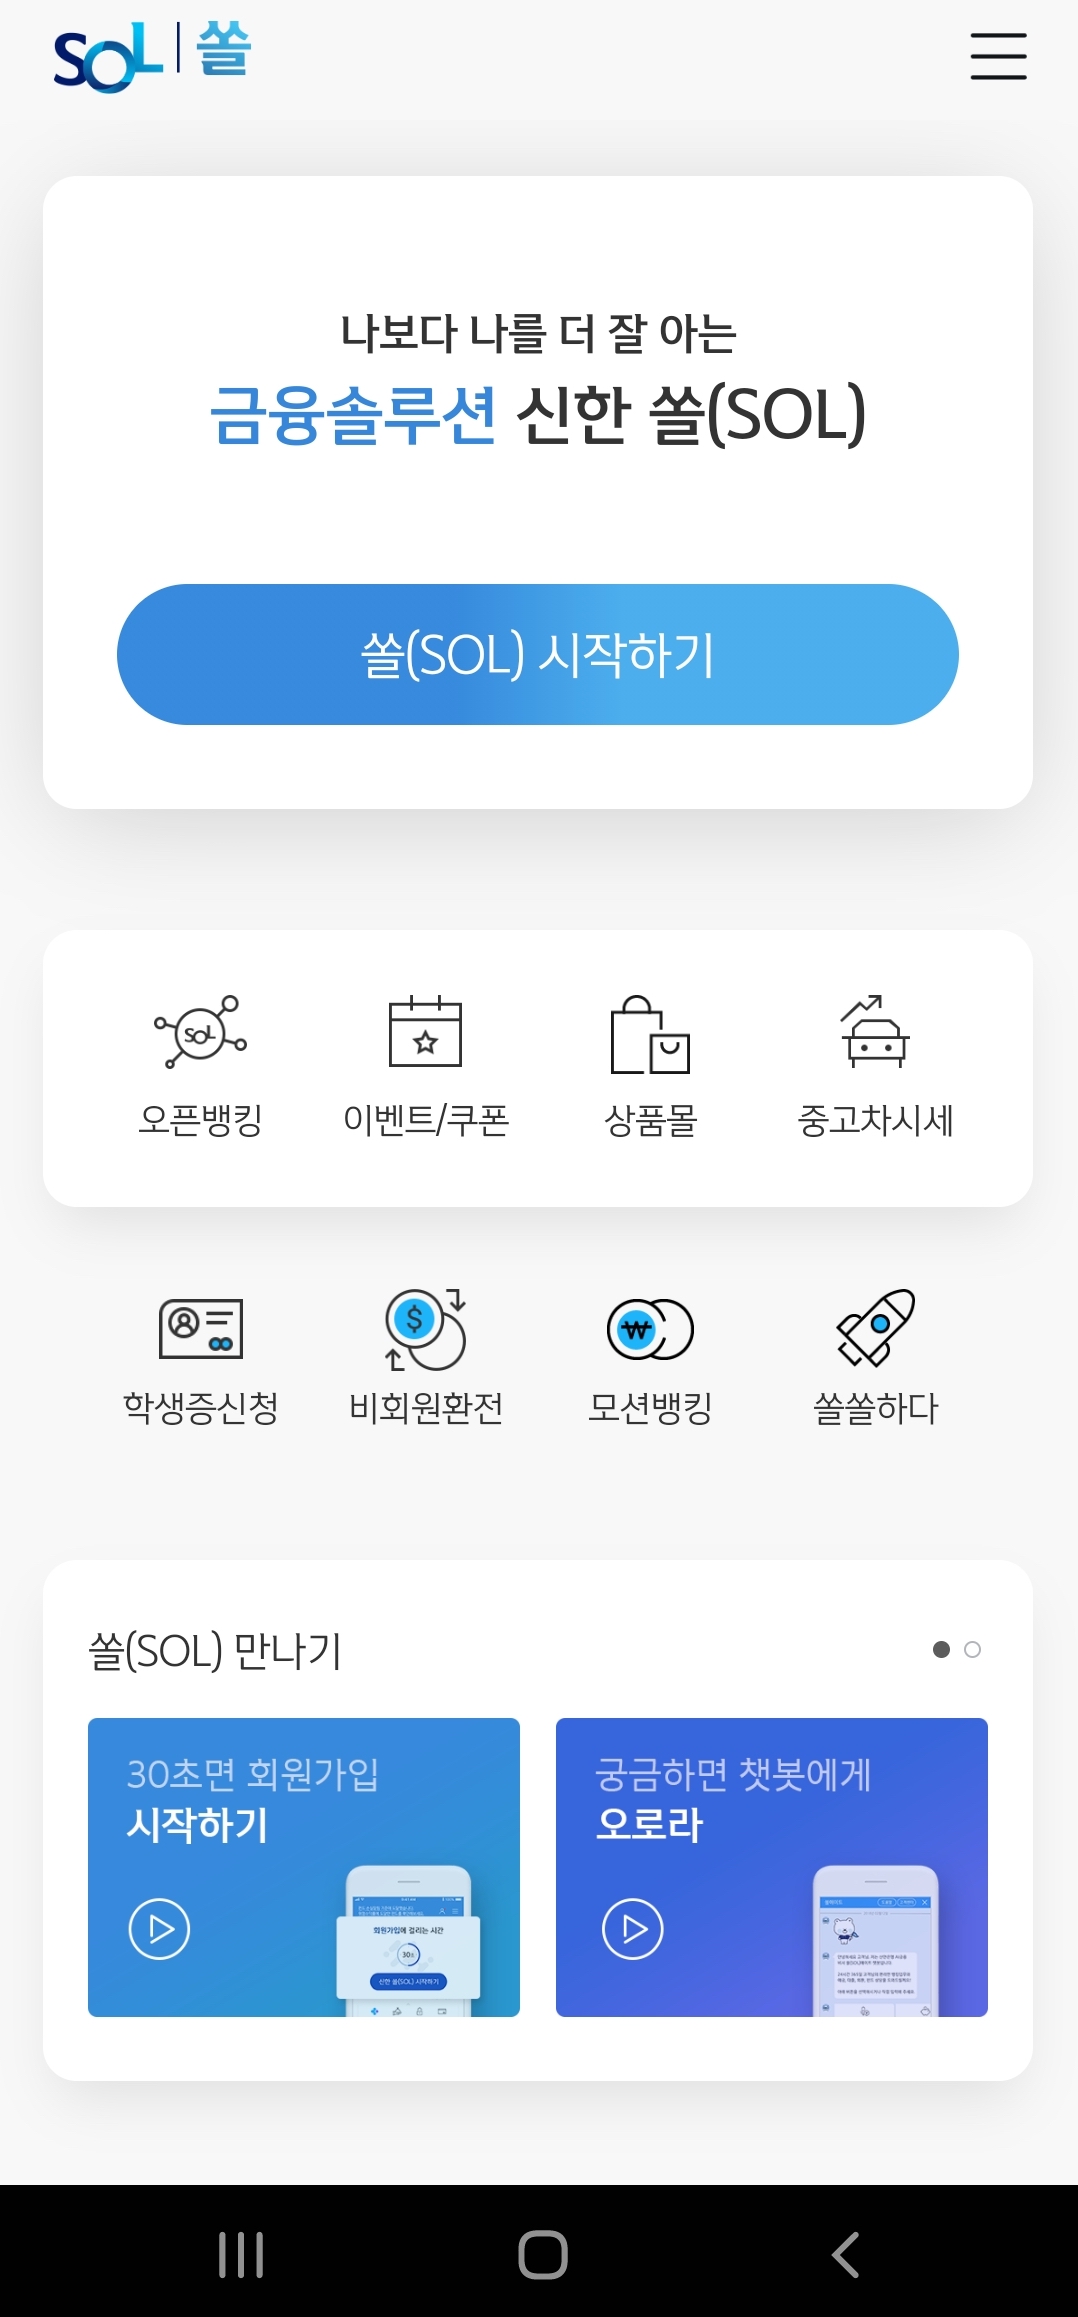 SOL | 쏠
나보다 나를 더 잘 아는
금융솔루션 신한 쏠(SOL)
쏠(SOL) 시작하기
SOL
오픈뱅킹 이벤트/쿠폰 상품몰 중고차시세
학생증신청 비회원환전 모션뱅킹 쏠쏠하다
쏠(SOL) 만나기
30초면 회원가입
시작하기
회원가입에 걸리는 시간
30초
신한 쏠(SOL) 시작하기
궁금하면 챗봇에게
오로라